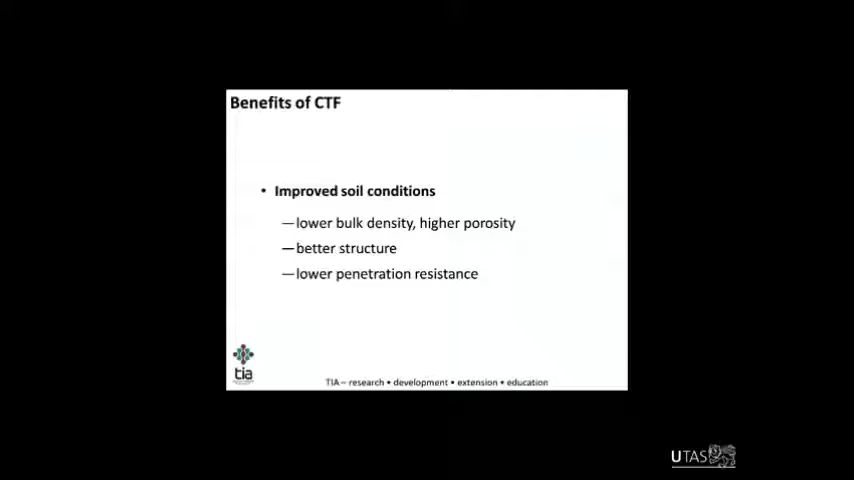 Benefits of CTF
• Improved soil conditions
—lower bulk density, higher porosity
—better structure
—lower penetration resistance
tia
TIA – research • development • extension • education
UTAS